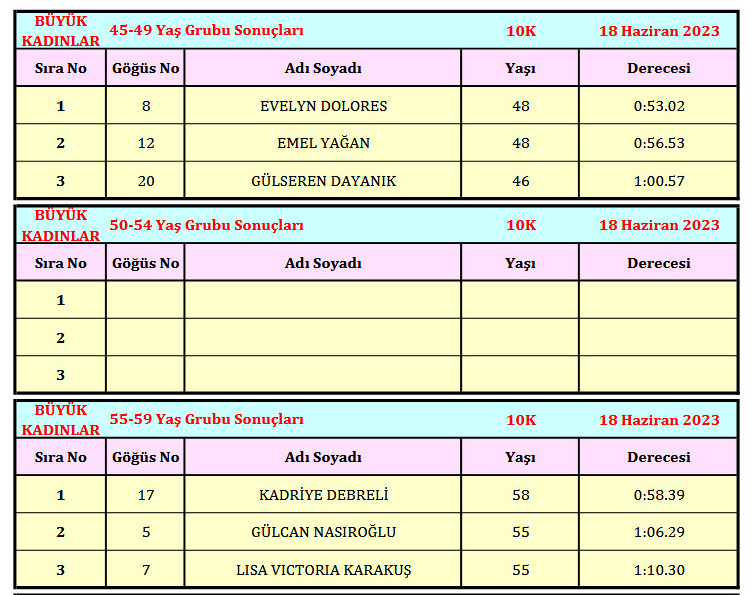 BÜYÜK KADINLAR 45-49 Yaş Grubu Sonuçları 10K 18 Haziran 2023
Sıra No Göğüs No Adı Soyadı Yaşı Derecesi
1 8 EVELYN DOLORES 48 0:53.02
2 12 EMEL YAĞAN 48 0:56.53
3 20 GÜLSEREN DAYANIK 46 1:00.57
BÜYÜK KADINLAR 50-54 Yaş Grubu Sonuçları 10K 18 Haziran 2023
Sıra No Göğüs No Adı Soyadı Yaşı Derecesi
1
2
3
BÜYÜK KADINLAR 55-59 Yaş Grubu Sonuçları 10K 18 Haziran 2023
Sıra No Göğüs No Adı Soyadı Yaşı Derecesi
1 17 KADRİYE DEBRELİ 58 0:58.39
2 5 GÜLCAN NASIROĞLU 55 1:06.29
3 7 LISA VICTORIA KARAKUŞ 55 1:10.30